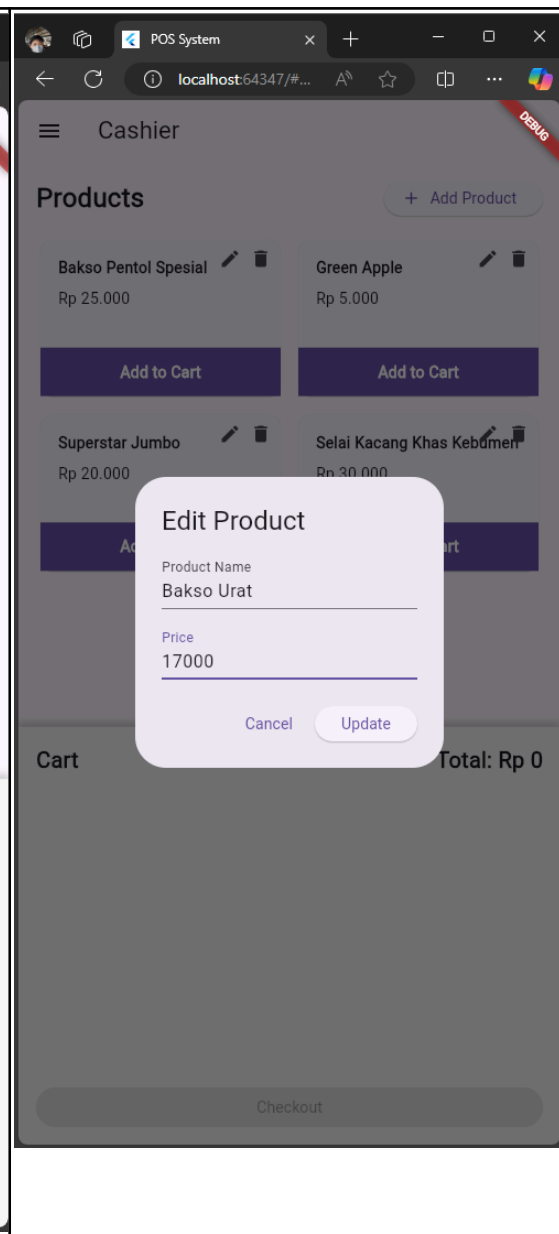 POS System
localhost:64347/#...
DEBUG
Cashier
Products
+ Add Product
Bakso Pentol Spesial
Rp 25.000
Add to Cart
Green Apple
Rp 5.000
Add to Cart
Superstar Jumbo
Rp 20.000
Selai Kacang Khas Kebumen
Rp 30.000
Edit Product
Product Name
Bakso Urat
Price
17000
Cancel
Update
Cart
Total: Rp 0
Checkout